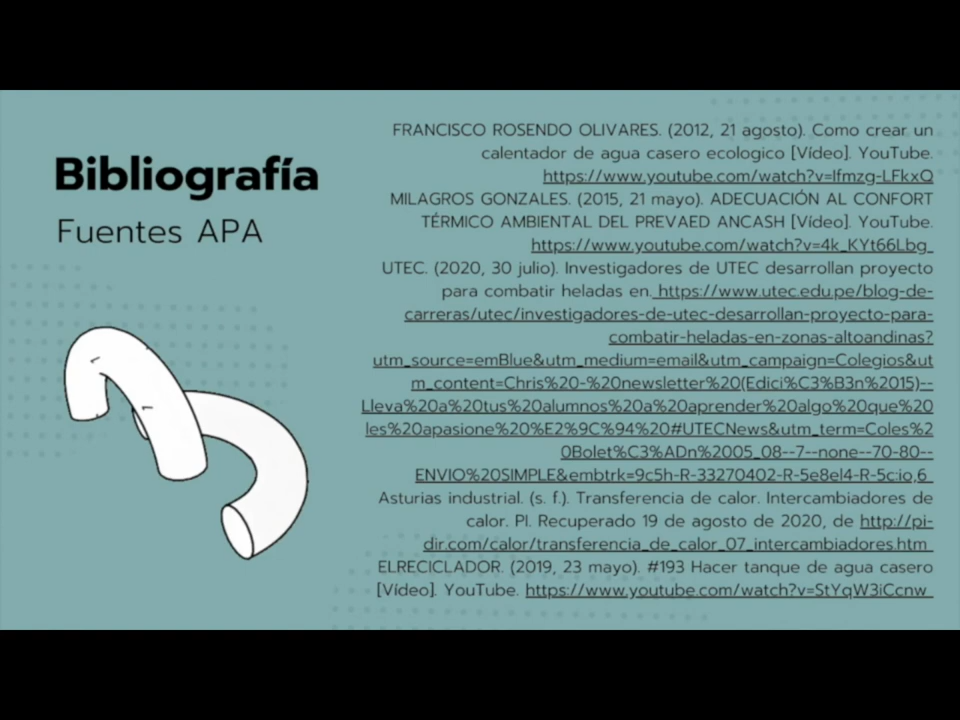 Bibliografía
Fuentes APA
FRANCISCO ROSENDO OLIVARES. (2012, 21 agosto). Como crear un
calentador de agua casero ecologico [Vídeo]. YouTube.
https://www.youtube.com/watch?v=Ifmzg-LFkxQ
MILAGROS GONZALES. (2015, 21 mayo). ADECUACIÓN AL CONFORT
TÉRMICO AMBIENTAL DEL PREVAED ANCASH [Vídeo]. YouTube.
https://www.youtube.com/watch?v=4k_KYt66Lbg
UTEC. (2020, 30 julio). Investigadores de UTEC desarrollan proyecto
para combatir heladas en. https://www.utec.edu.pe/blog-de-
carreras/utec/investigadores-de-utec-desarrollan-proyecto-para-
combatir-heladas-en-zonas-altoandinas?
utm_source=emBlue&utm_medium=email&utm_campaign=Colegios&ut
m_content=Chris%20-%20newsletter%20(Edici%C3%B3n%2015)--
Lleva%20a%20tus%20alumnos%20a%20aprender%20algo%20que%20
les%20apasione%20%E2%9C%94%20#UTECNews&utm_term=Coles%2
0Bolet%C3%ADn%2005_08--7--none--70-80--
ENVIO%20SIMPLE&embtrk=9c5h-R-33270402-R-5e8el4-R-5c:io,6
Asturias industrial. (s. f.). Transferencia de calor. Intercambiadores de
calor. PI. Recuperado 19 de agosto de 2020, de http://pi-
dir.com/calor/transferencia_de_calor_07_intercambiadores.htm
ELRECICLADOR. (2019, 23 mayo). #193 Hacer tanque de agua casero
[Vídeo]. YouTube. https://www.youtube.com/watch?v=StYqW3iCcnw